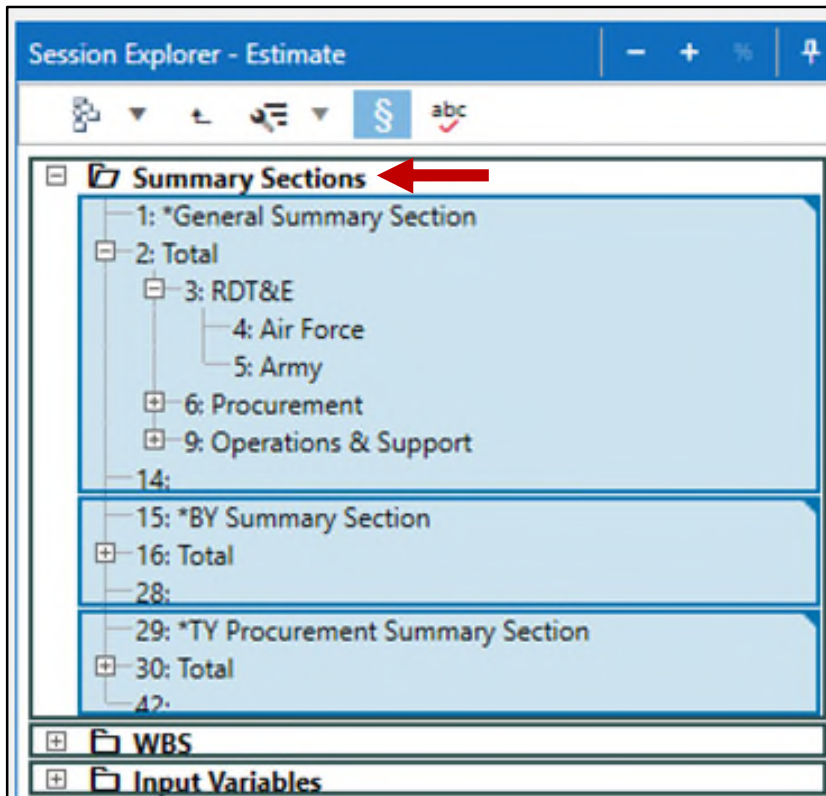 Session Explorer - Estimate
§ abc
Summary Sections
1: *General Summary Section
2: Total
3: RDT&E
4: Air Force
5: Army
6: Procurement
9: Operations & Support
14:
15: *BY Summary Section
16: Total
28:
29: *TY Procurement Summary Section
30: Total
42:
WBS
Input Variables